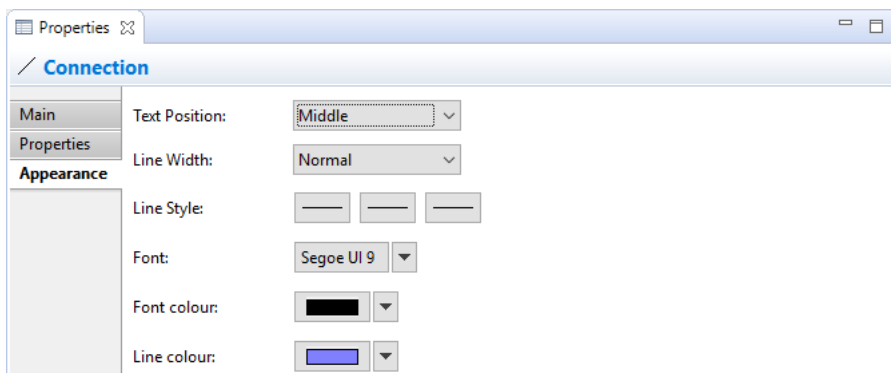 Properties
Connection
Main
Properties
Appearance
Text Position: Middle
Line Width: Normal
Line Style:
Font: Segoe UI 9
Font colour:
Line colour: